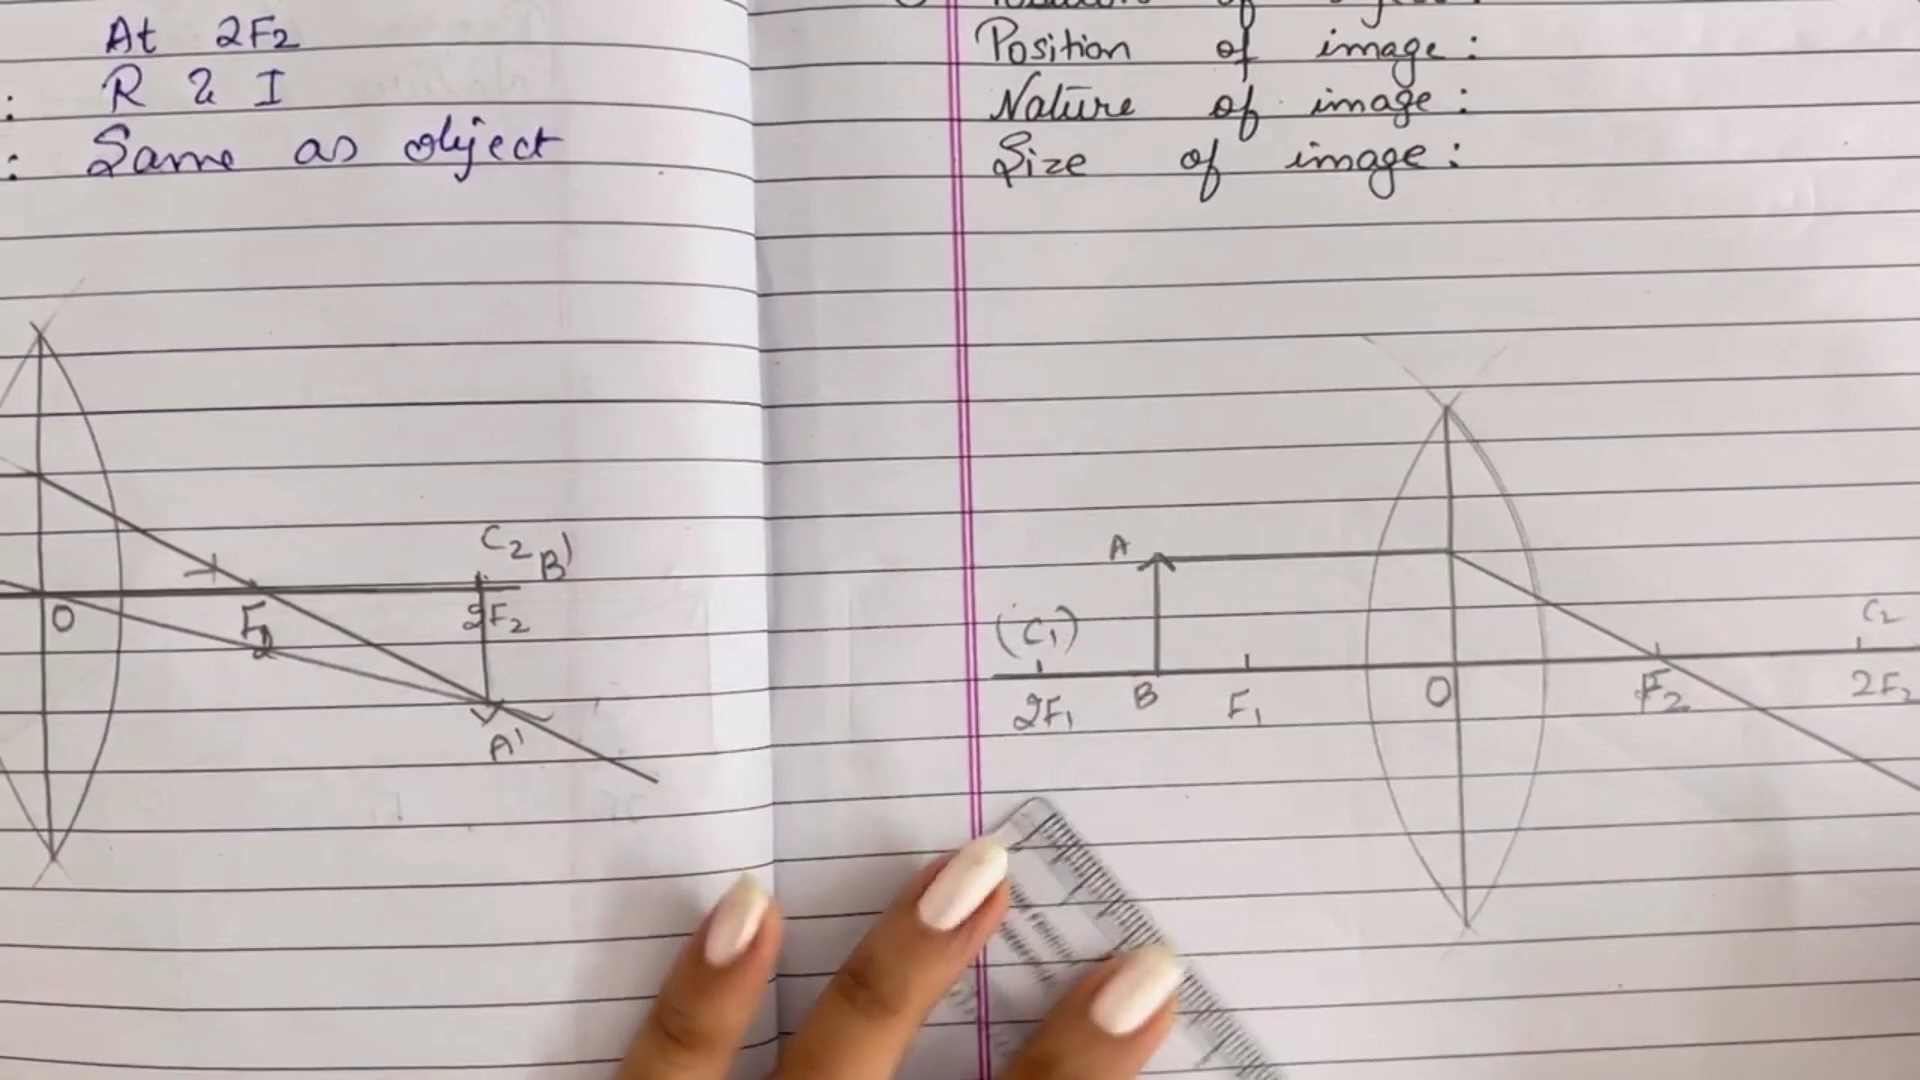 At 2F2
: R & I
: Same as object
C2 B'
O F2 2F2
A'
Position of image :
Nature of image :
Size of image :
A
(C1) C2
2F1 B F1 O F2 2F2